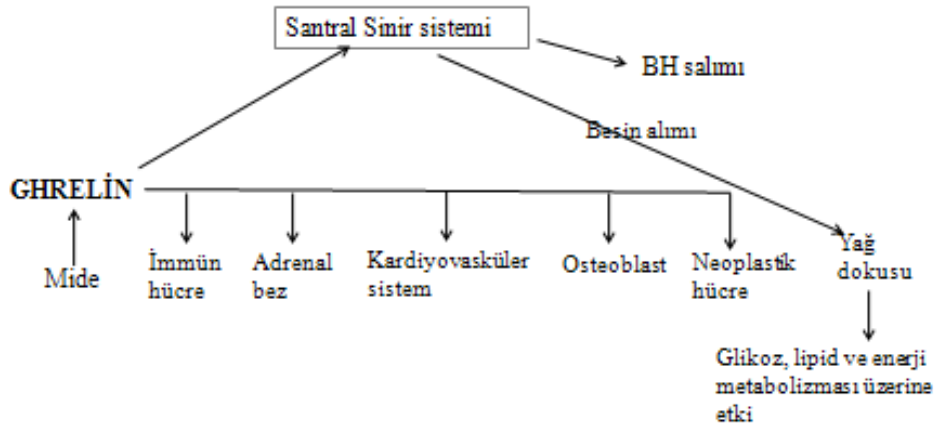 Santral Sinir sistemi
BH salımı
Besin alımı
GHRELİN
Mide
İmmün
hücre
Adrenal
bez
Kardiyovasküler
sistem
Osteoblast
Neoplastik
hücre
Yağ
dokusu
Glikoz, lipid ve enerji
metabolizması üzerine
etki